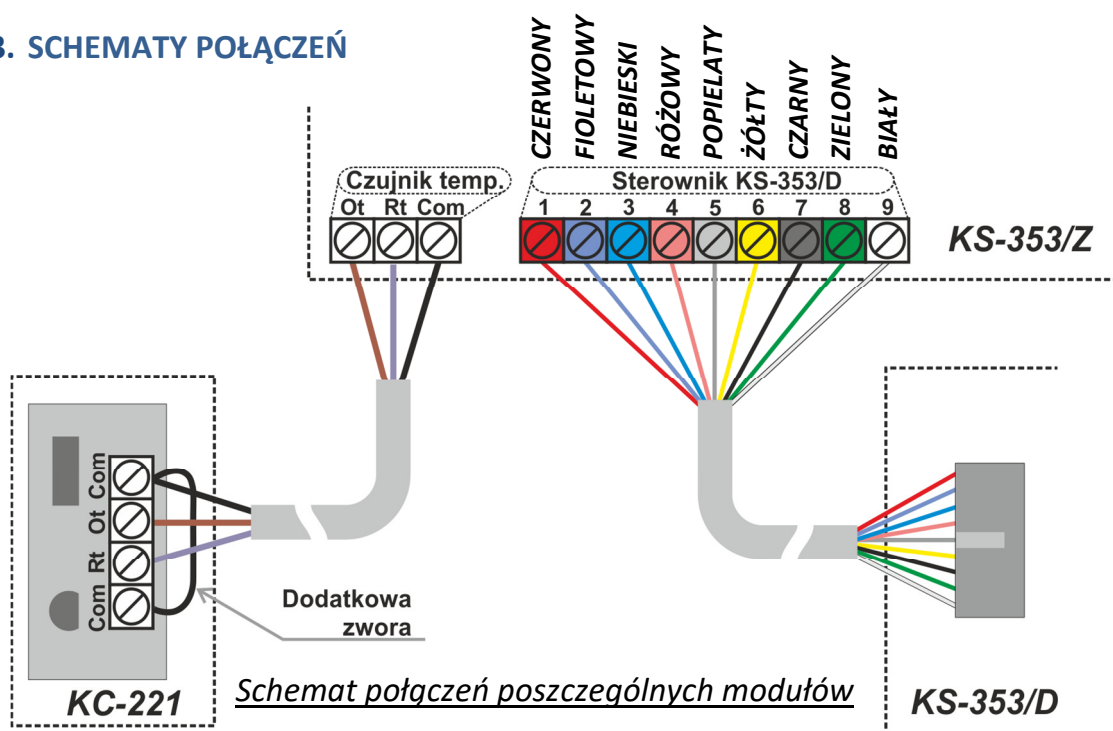 3. SCHEMATY POŁĄCZEŃ
CZERWONY
FIOLETOWY
NIEBIESKI
RÓŻOWY
POPIELATY
ŻÓŁTY
CZARNY
ZIELONY
BIAŁY
Czujnik temp.
Ot Rt Com
Sterownik KS-353/D
1 2 3 4 5 6 7 8 9
KS-353/Z
Com
Ot
Rt
Com
Dodatkowa
zwora
KC-221
Schemat połączeń poszczególnych modułów
KS-353/D